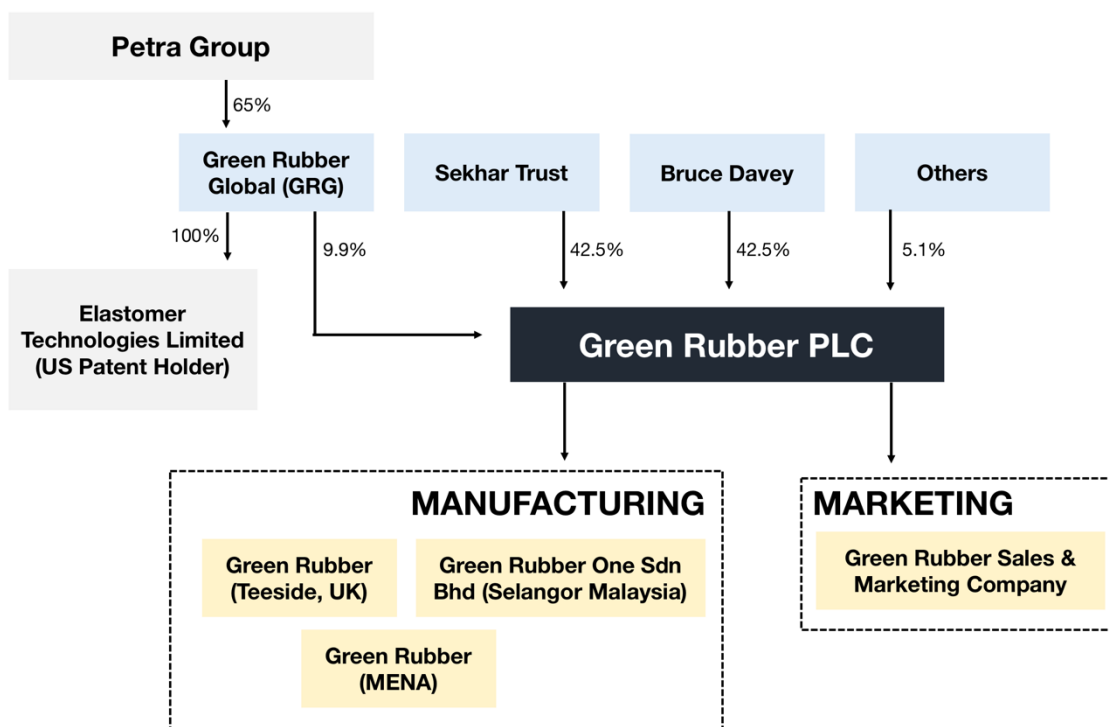 Petra Group
65%
Green Rubber
Global (GRG)
Sekhar Trust
Bruce Davey
Others
100%
9.9%
42.5%
42.5%
5.1%
Elastomer
Technologies Limited
(US Patent Holder)
Green Rubber PLC
MANUFACTURING
MARKETING
Green Rubber
(Teeside, UK)
Green Rubber One Sdn
Bhd (Selangor Malaysia)
Green Rubber
(MENA)
Green Rubber Sales &
Marketing Company